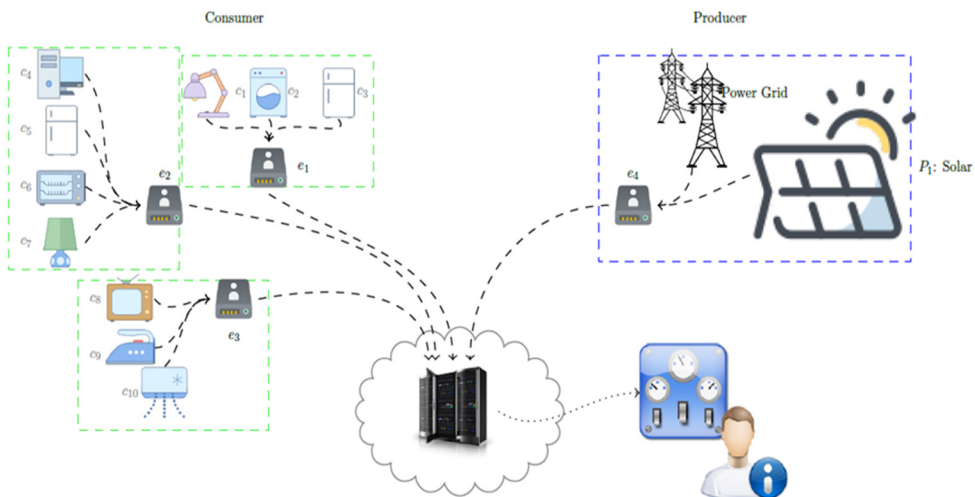 Consumer
Producer
c4
c5
c6
c7
c1
c2
c3
e1
e2
c8
c9
c10
e3
Power Grid
e4
P1: Solar